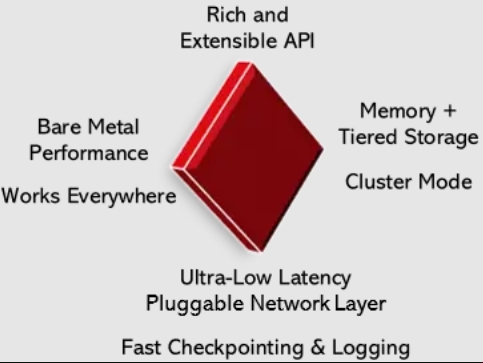 Rich and
Extensible API
Bare Metal
Performance
Works Everywhere
Memory +
Tiered Storage
Cluster Mode
Ultra-Low Latency
Pluggable Network Layer
Fast Checkpointing & Logging